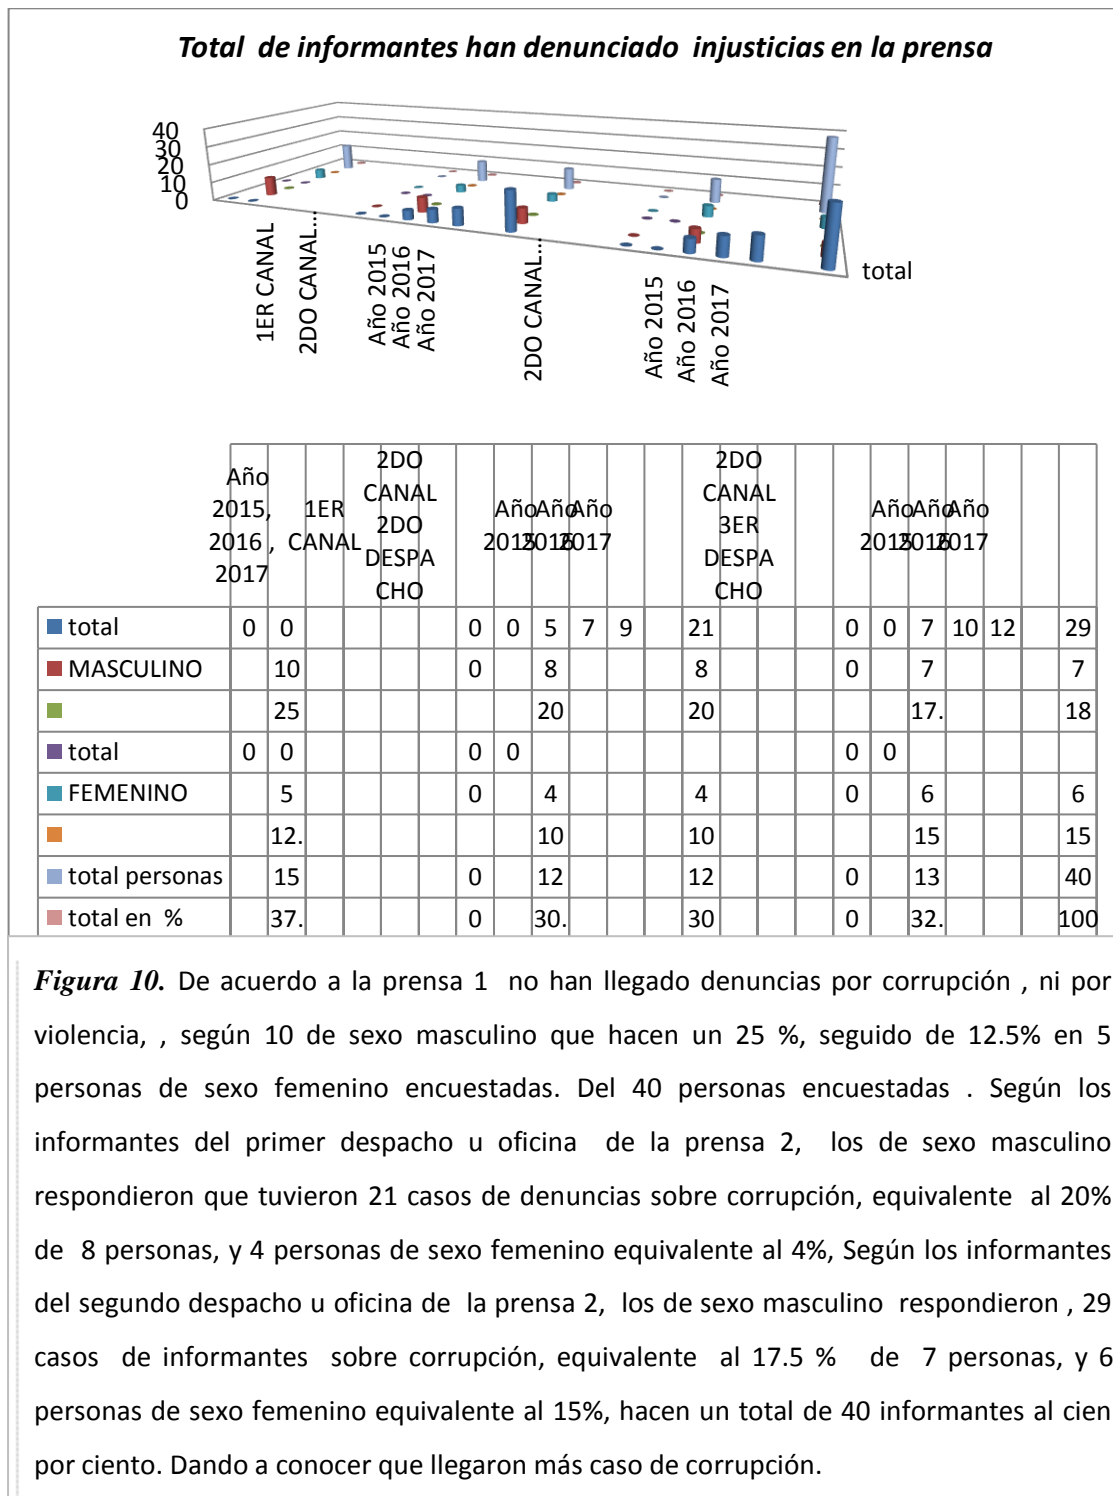 Total de informantes han denunciado injusticias en la prensa
40
30
20
10
0
1ER CANAL
2DO CANAL...
Año 2015
Año 2016
Año 2017
2DO CANAL...
Año 2015
Año 2016
Año 2017
total
Año 2015, 2016, 2017 , 1ER CANAL 2DO CANAL 2DO DESPACHO Año 2015 Año 2016 Año 2017 2DO CANAL 3ER DESPACHO Año 2015 Año 2016 Año 2017
total 0 0 0 0 5 7 9 21 0 0 7 10 12 29
MASCULINO 10 0 8 8 0 7 7
25 20 20 17. 18
total 0 0 0 0 0 0
FEMENINO 5 0 4 4 0 6 6
12. 10 10 15 15
total personas 15 0 12 12 0 13 40
total en % 37. 0 30. 30 0 32. 100
Figura 10. De acuerdo a la prensa 1 no han llegado denuncias por corrupción , ni por
violencia, , según 10 de sexo masculino que hacen un 25 %, seguido de 12.5% en 5
personas de sexo femenino encuestadas. Del 40 personas encuestadas . Según los
informantes del primer despacho u oficina de la prensa 2, los de sexo masculino
respondieron que tuvieron 21 casos de denuncias sobre corrupción, equivalente al 20%
de 8 personas, y 4 personas de sexo femenino equivalente al 4%, Según los informantes
del segundo despacho u oficina de la prensa 2, los de sexo masculino respondieron , 29
casos de informantes sobre corrupción, equivalente al 17.5 % de 7 personas, y 6
personas de sexo femenino equivalente al 15%, hacen un total de 40 informantes al cien
por ciento. Dando a conocer que llegaron más caso de corrupción.